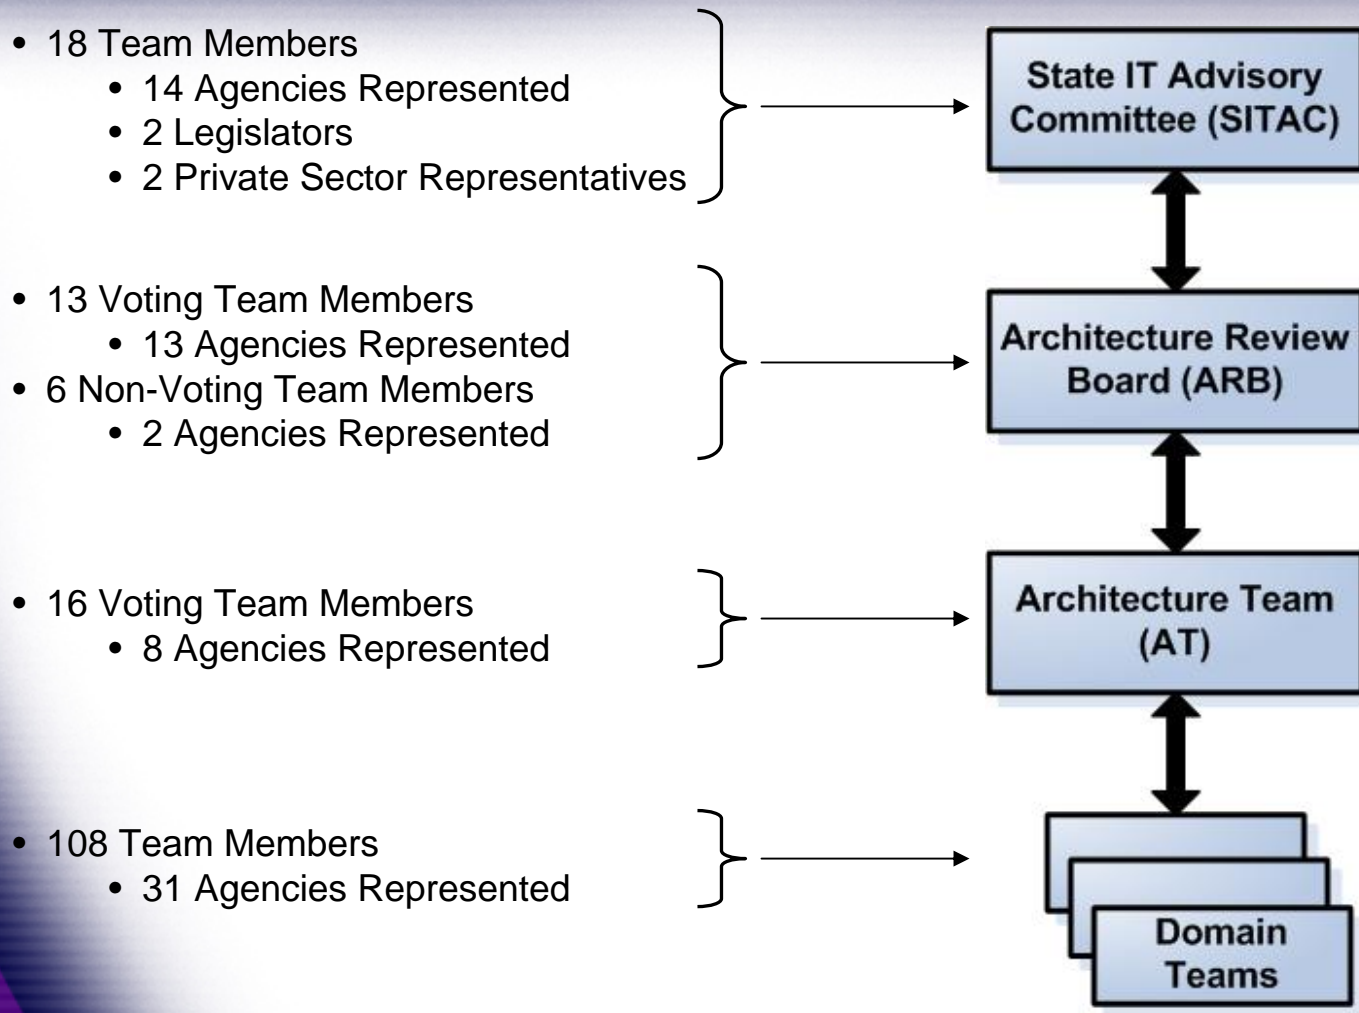 • 18 Team Members
• 14 Agencies Represented
• 2 Legislators
• 2 Private Sector Representatives
State IT Advisory
Committee (SITAC)
• 13 Voting Team Members
• 13 Agencies Represented
• 6 Non-Voting Team Members
• 2 Agencies Represented
Architecture Review
Board (ARB)
• 16 Voting Team Members
• 8 Agencies Represented
Architecture Team
(AT)
• 108 Team Members
• 31 Agencies Represented
Domain
Teams